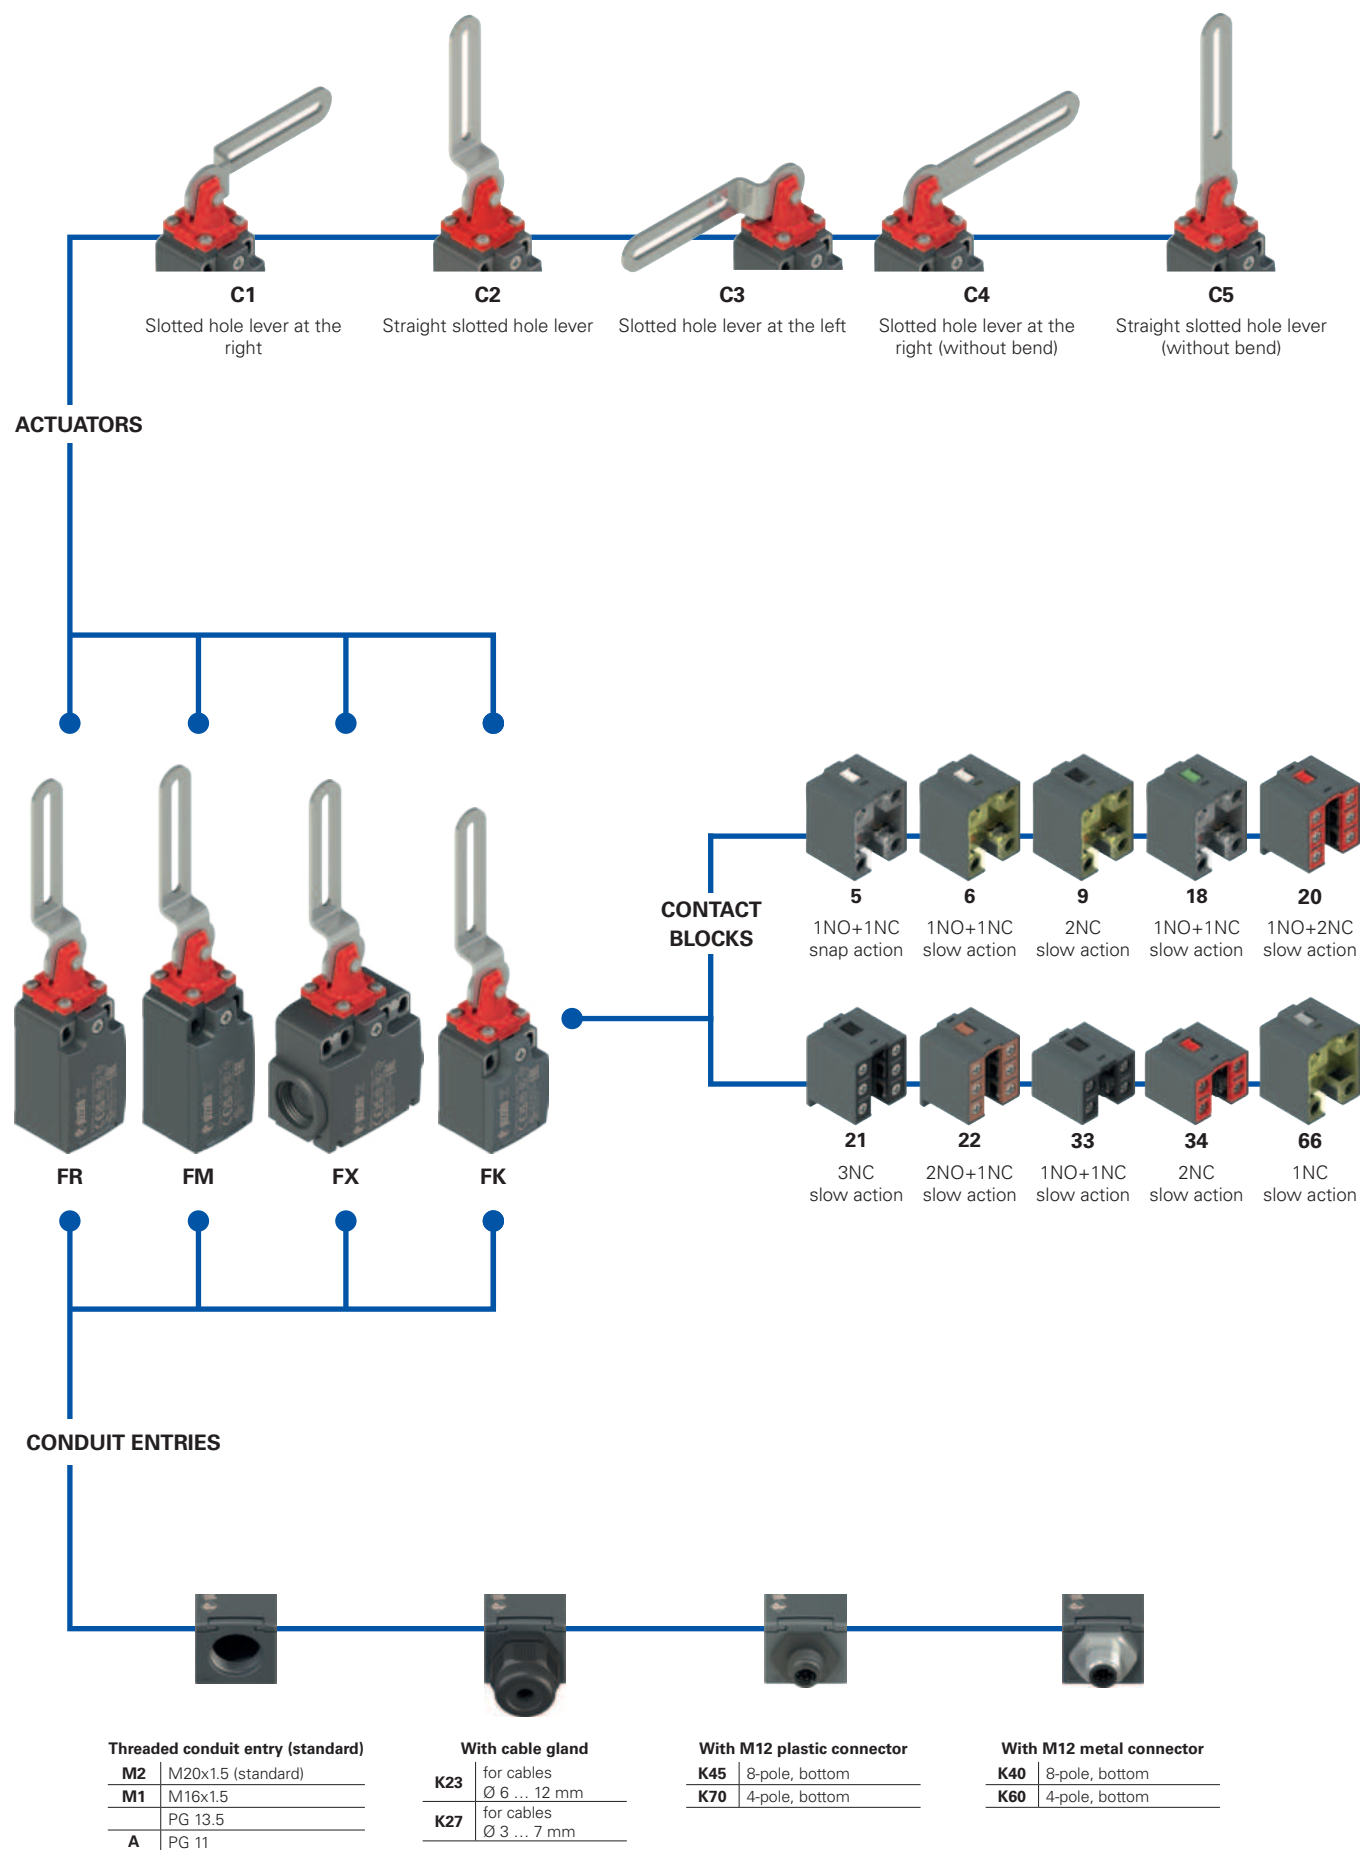 C1
Slotted hole lever at the
right
C2
Straight slotted hole lever
C3
Slotted hole lever at the left
C4
Slotted hole lever at the
right (without bend)
C5
Straight slotted hole lever
(without bend)
ACTUATORS
FR
FM
FX
FK
CONTACT
BLOCKS
5
1NO+1NC
snap action
6
1NO+1NC
slow action
9
2NC
slow action
18
1NO+1NC
slow action
20
1NO+2NC
slow action
21
3NC
slow action
22
2NO+1NC
slow action
33
1NO+1NC
slow action
34
2NC
slow action
66
1NC
slow action
CONDUIT ENTRIES
Threaded conduit entry (standard)
M2 M20x1.5 (standard)
M1 M16x1.5
PG 13.5
A PG 11
With cable gland
K23 for cables
Ø 6 … 12 mm
K27 for cables
Ø 3 … 7 mm
With M12 plastic connector
K45 8-pole, bottom
K70 4-pole, bottom
With M12 metal connector
K40 8-pole, bottom
K60 4-pole, bottom